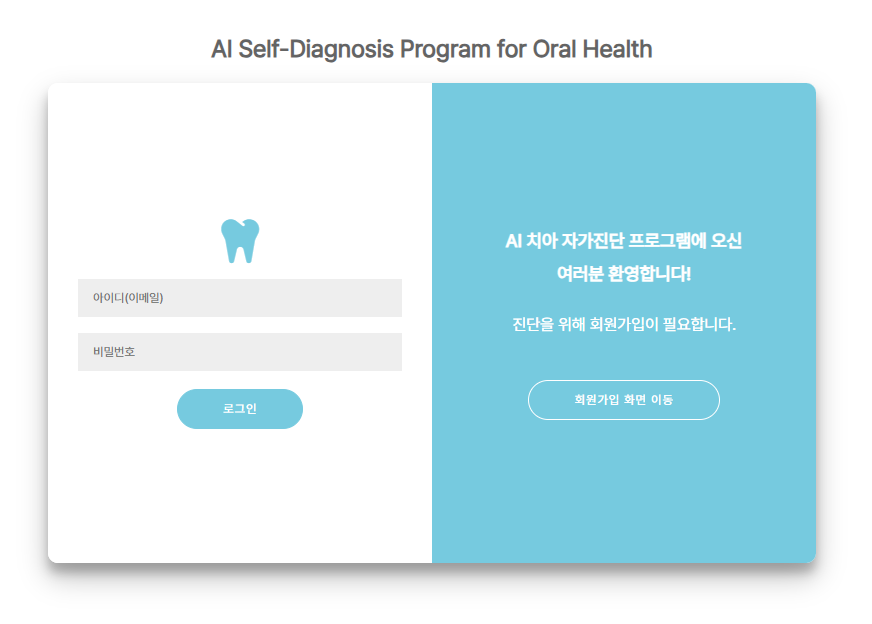 AI Self-Diagnosis Program for Oral Health
아이디(이메일)
비밀번호
로그인
AI 치아 자가진단 프로그램에 오신
여러분 환영합니다!
진단을 위해 회원가입이 필요합니다.
회원가입 화면 이동